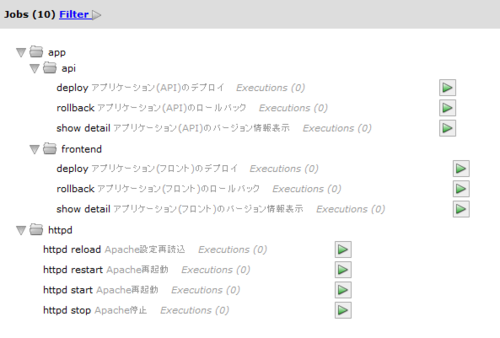 Jobs (10) Filter
app
api
deploy アプリケーション(API)のデプロイ Executions (0)
rollback アプリケーション(API)のロールバック Executions (0)
show detail アプリケーション(API)のバージョン情報表示 Executions (0)
frontend
deploy アプリケーション(フロント)のデプロイ Executions (0)
rollback アプリケーション(フロント)のロールバック Executions (0)
show detail アプリケーション(フロント)のバージョン情報表示 Executions (0)
httpd
httpd reload Apache設定再読込 Executions (0)
httpd restart Apache再起動 Executions (0)
httpd start Apache再起動 Executions (0)
httpd stop Apache停止 Executions (0)